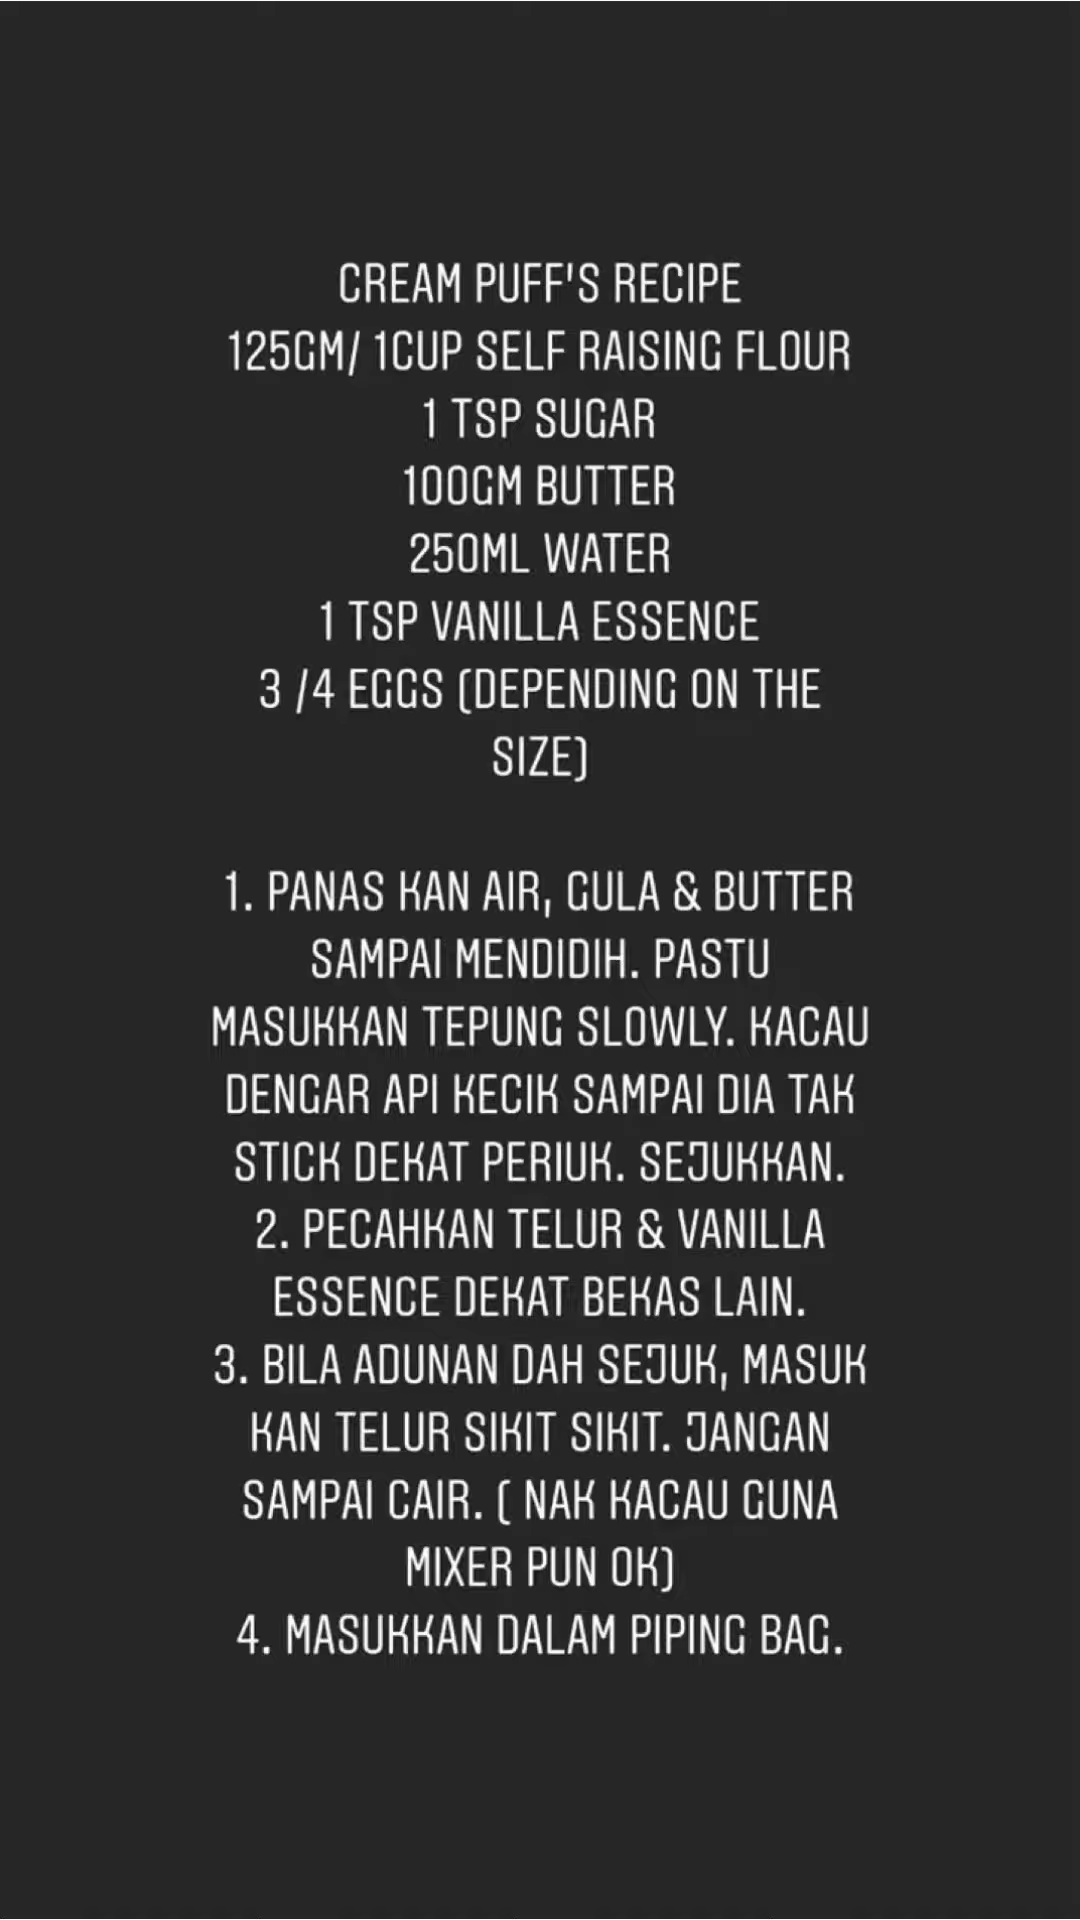 CREAM PUFF'S RECIPE
125GM/ 1CUP SELF RAISING FLOUR
1 TSP SUGAR
100GM BUTTER
250ML WATER
1 TSP VANILLA ESSENCE
3 /4 EGGS (DEPENDING ON THE
SIZE)
1. PANAS KAN AIR, GULA & BUTTER
SAMPAI MENDIDIH. PASTU
MASUKKAN TEPUNG SLOWLY. KACAU
DENGAR API KECIK SAMPAI DIA TAK
STICK DEKAT PERIUK. SEJUKKAN.
2. PECAHKAN TELUR & VANILLA
ESSENCE DEKAT BEKAS LAIN.
3. BILA ADUNAN DAH SEJUK, MASUK
KAN TELUR SIKIT SIKIT. JANGAN
SAMPAI CAIR. ( NAK KACAU GUNA
MIXER PUN OK)
4. MASUKKAN DALAM PIPING BAG.